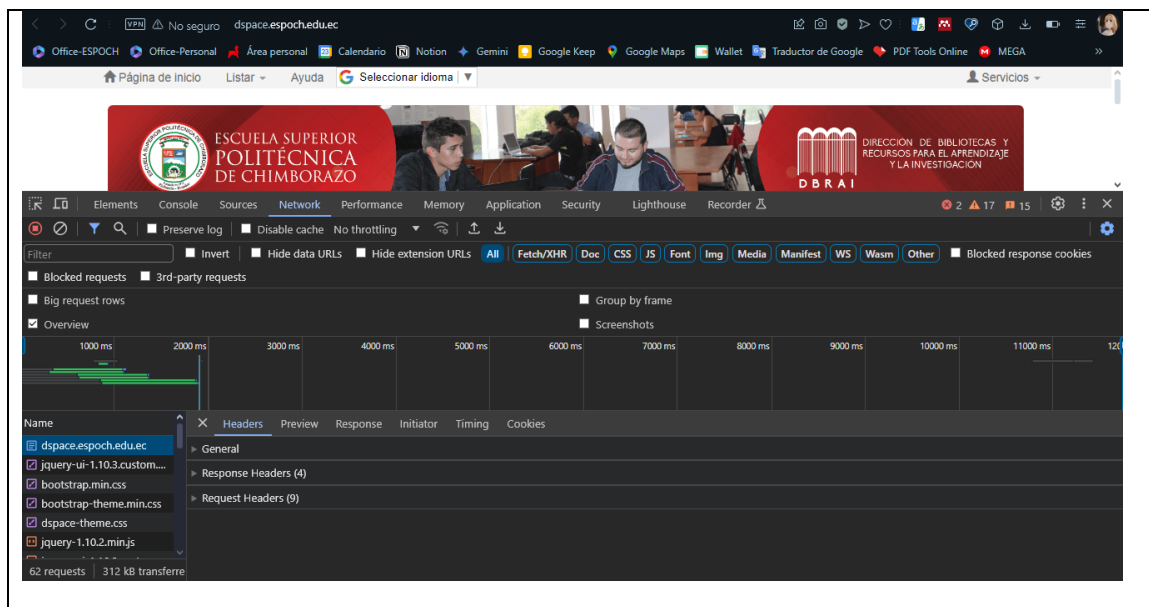 VPN No seguro dspace.espoch.edu.ec
Office-ESPOCH Office-Personal Área personal Calendario Notion Gemini Google Keep Google Maps Wallet Traductor de Google PDF Tools Online MEGA »
Página de inicio Listar Ayuda Seleccionar idioma ▼ Servicios
ESCUELA SUPERIOR
POLITÉCNICA
DE CHIMBORAZO
DBRAI
DIRECCIÓN DE BIBLIOTECAS Y
RECURSOS PARA EL APRENDIZAJE
Y LA INVESTIGACIÓN
Elements Console Sources Network Performance Memory Application Security Lighthouse Recorder 2 17 15
Preserve log Disable cache No throttling
Filter Invert Hide data URLs Hide extension URLs All Fetch/XHR Doc CSS JS Font Img Media Manifest WS Wasm Other Blocked response cookies
Blocked requests 3rd-party requests
Big request rows Group by frame
Overview Screenshots
1000 ms 2000 ms 3000 ms 4000 ms 5000 ms 6000 ms 7000 ms 8000 ms 9000 ms 10000 ms 11000 ms
Name Headers Preview Response Initiator Timing Cookies
dspace.espoch.edu.ec General
jquery-ui-1.10.3.custom.... Response Headers (4)
bootstrap.min.css
bootstrap-theme.min.css Request Headers (9)
dspace-theme.css
jquery-1.10.2.min.js
62 requests 312 kB transferre